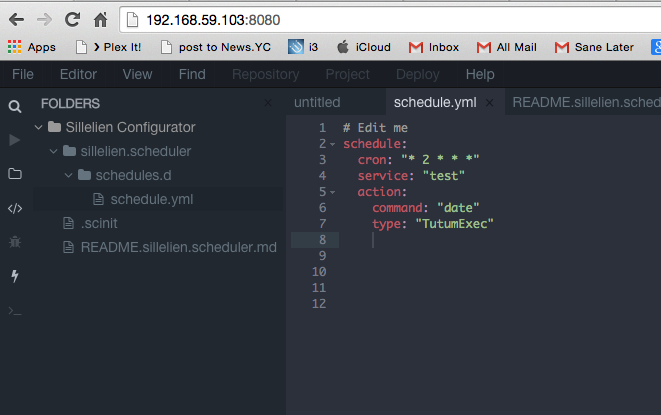 192.168.59.103:8080
Apps ❯ Plex It! post to News.YC i3 iCloud Inbox All Mail Sane Later
File Editor View Find Repository Project Deploy Help
FOLDERS ×
Sillelien Configurator
sillelien.scheduler
schedules.d
schedule.yml
.scinit
README.sillelien.scheduler.md
untitled schedule.yml × README.sillelien.sched
1 # Edit me
2 schedule:
3 cron: "* 2 * * *"
4 service: "test"
5 action:
6 command: "date"
7 type: "TutumExec"
8
9
10
11
12